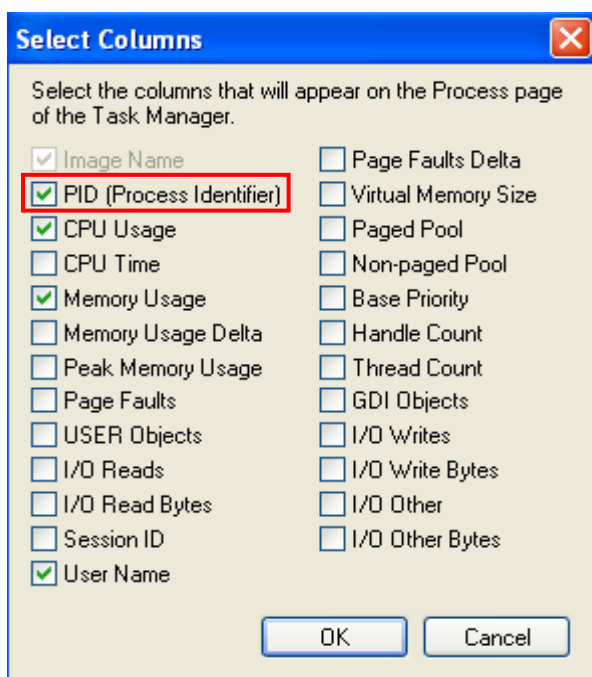 Select Columns
Select the columns that will appear on the Process page
of the Task Manager.
Image Name
PID (Process Identifier)
CPU Usage
CPU Time
Memory Usage
Memory Usage Delta
Peak Memory Usage
Page Faults
USER Objects
I/O Reads
I/O Read Bytes
Session ID
User Name
Page Faults Delta
Virtual Memory Size
Paged Pool
Non-paged Pool
Base Priority
Handle Count
Thread Count
GDI Objects
I/O Writes
I/O Write Bytes
I/O Other
I/O Other Bytes
OK
Cancel